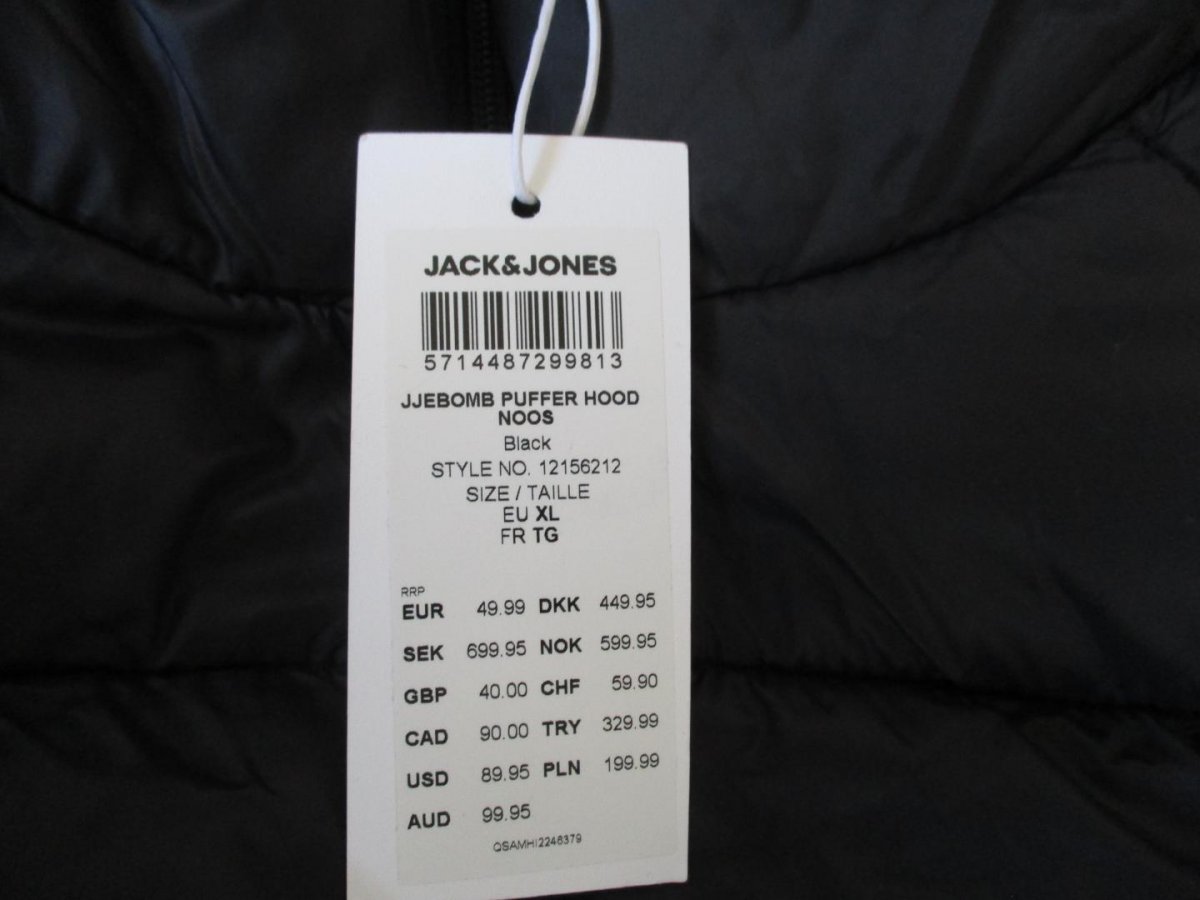 JACK&JONES
5714487299813
JJEBOMB PUFFER HOOD
NOOS
Black
STYLE NO. 12156212
SIZE / TAILLE
EU XL
FR TG
RRP
EUR 49.99 DKK 449.95
SEK 699.95 NOK 599.95
GBP 40.00 CHF 59.90
CAD 90.00 TRY 329.99
USD 89.95 PLN 199.99
AUD 99.95
QSAMHI2246379